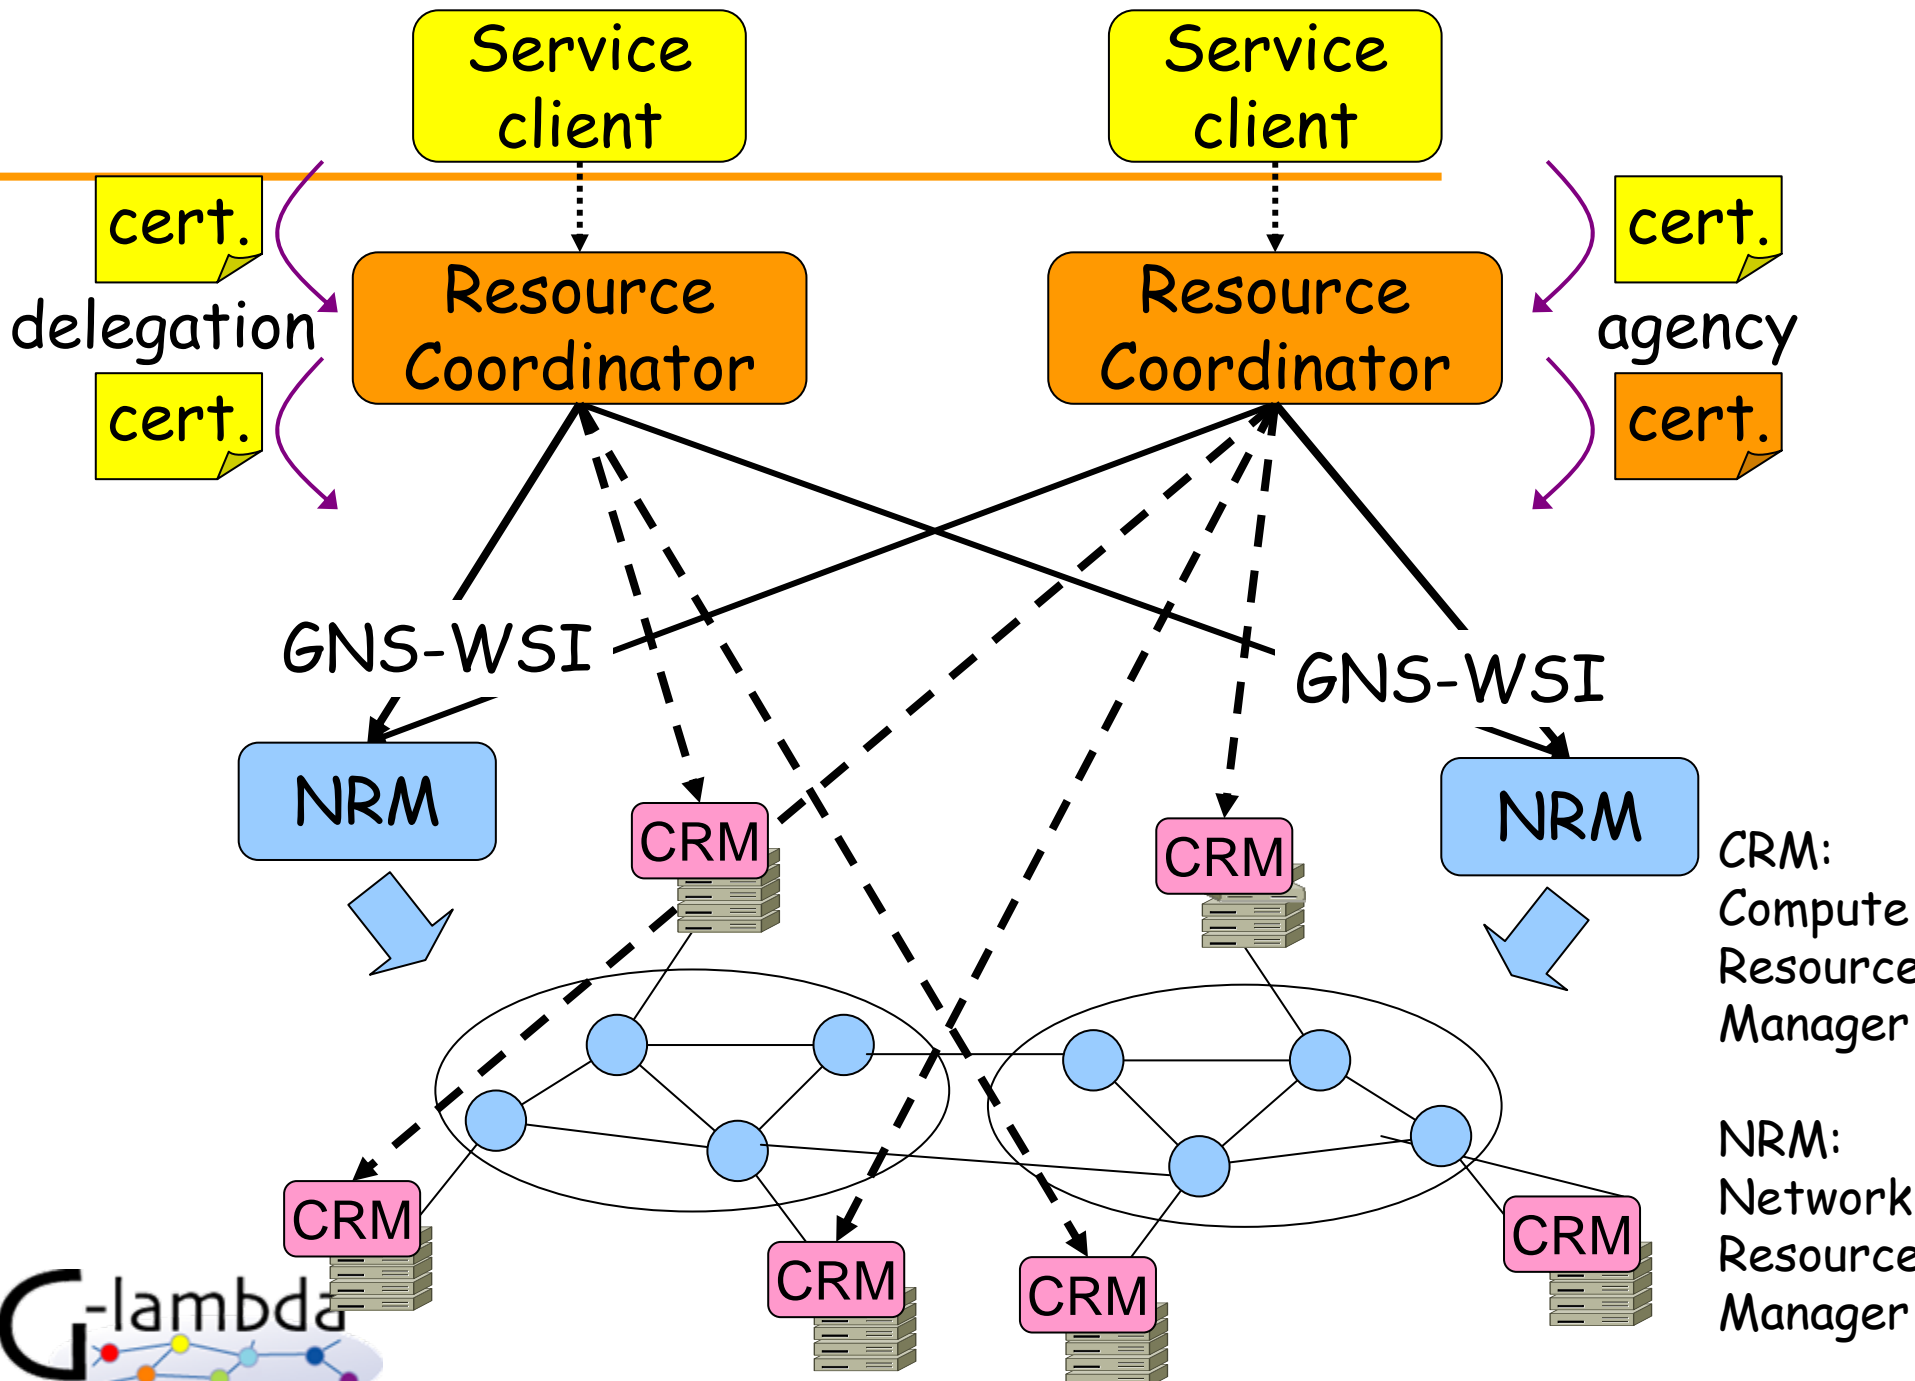 Service
client
Service
client
cert.
cert.
delegation
Resource
Coordinator
Resource
Coordinator
agency
cert.
cert.
GNS-WSI
GNS-WSI
NRM
NRM
CRM
CRM
CRM:
Compute
Resource
Manager
NRM:
Network
Resource
Manager
CRM
CRM
CRM
CRM
G-lambda